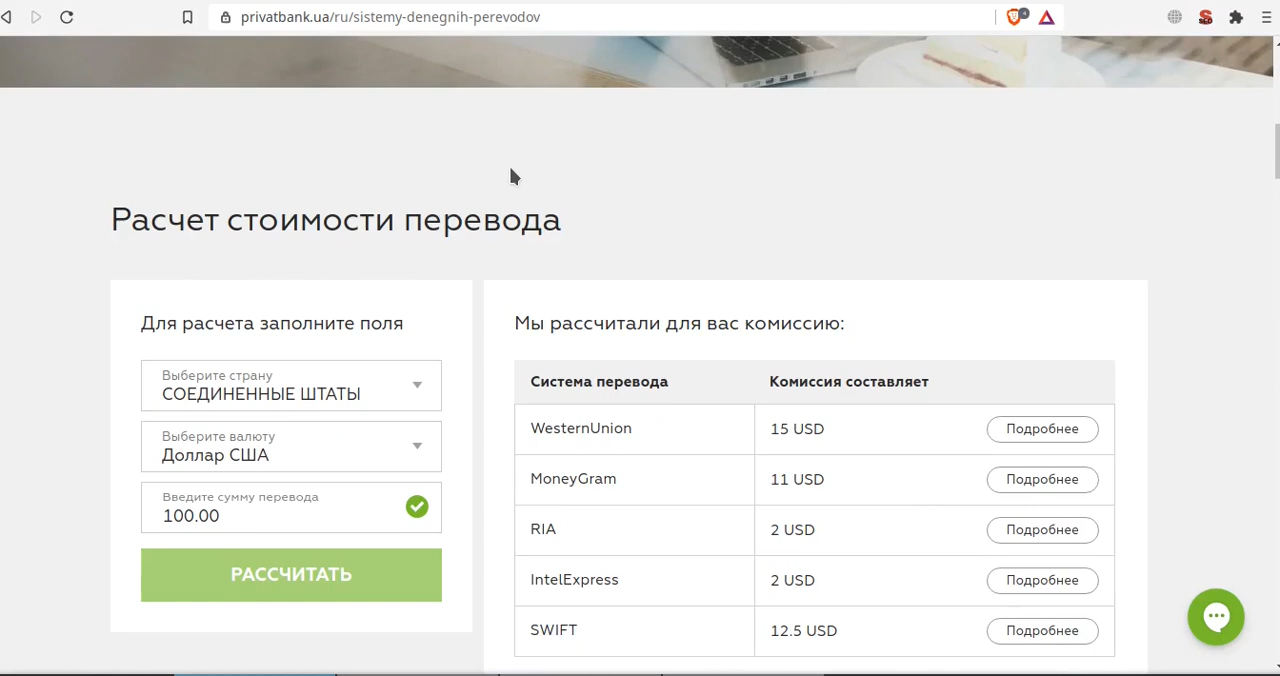 privatbank.ua/ru/sistemy-denegnih-perevodov
4
Расчет стоимости перевода
Для расчета заполните поля
Выберите страну
СОЕДИНЕННЫЕ ШТАТЫ
Выберите валюту
Доллар США
Введите сумму перевода
100.00
РАССЧИТАТЬ
Мы рассчитали для вас комиссию:
Система перевода Комиссия составляет
WesternUnion 15 USD Подробнее
MoneyGram 11 USD Подробнее
RIA 2 USD Подробнее
IntelExpress 2 USD Подробнее
SWIFT 12.5 USD Подробнее